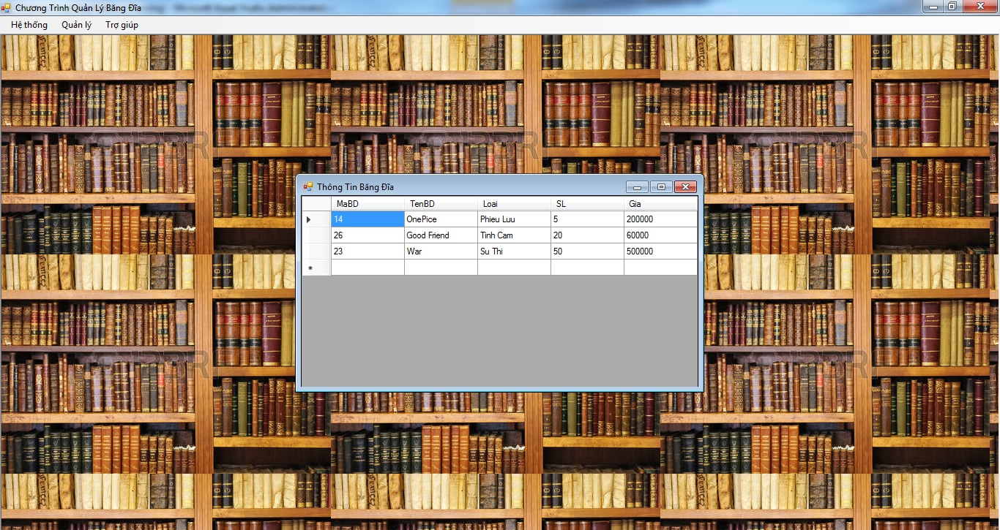 Chương Trình Quản Lý Băng Đĩa
Hệ thống Quản lý Trợ giúp
Thông Tin Băng Đĩa
MaBD TenBD Loai SL Gia
14 OnePice Phieu Luu 5 200000
26 Good Friend Tinh Cam 20 60000
23 War Su Thi 50 500000